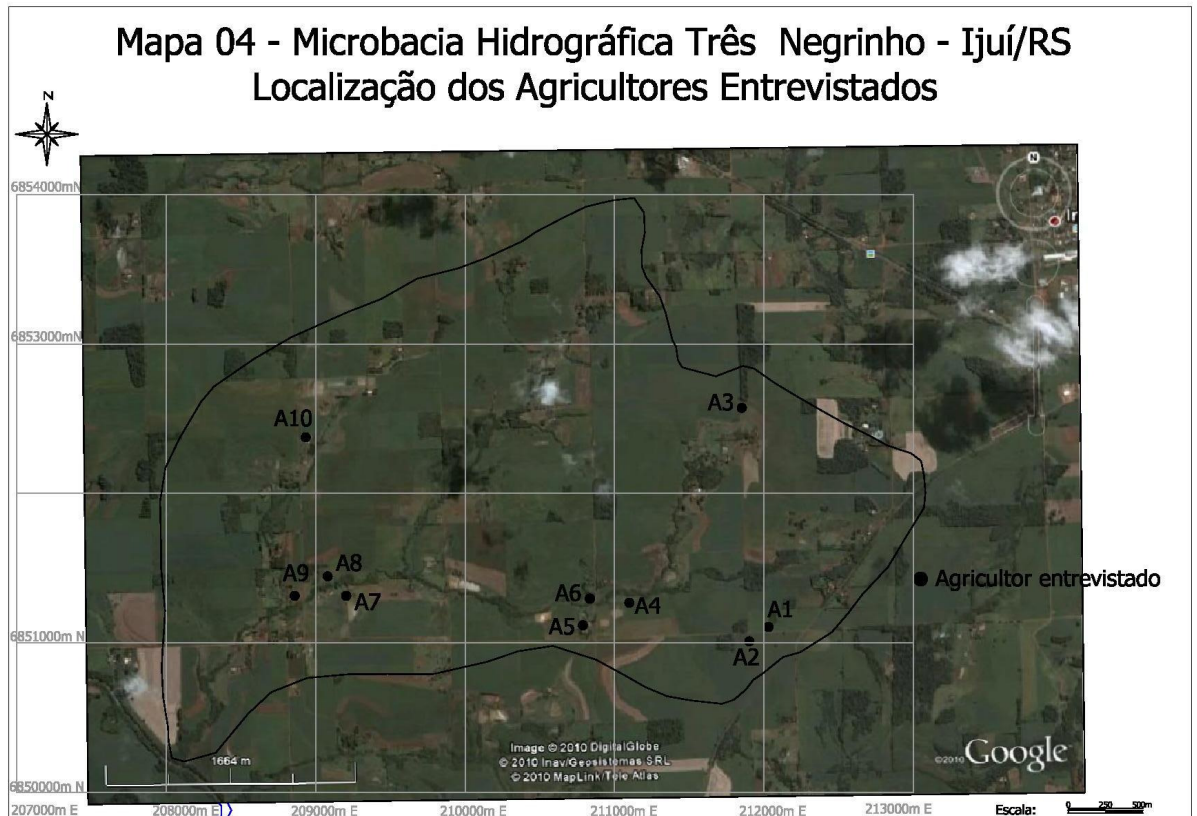 Mapa 04 - Microbacia Hidrográfica Três Negrinho - Ijuí/RS
Localização dos Agricultores Entrevistados
N
N
6854000mN
6853000m N
A3
A10
A9
A8
A7
A6
A4
A5
A1
A2
Agricultor entrevistado
6851000m N
1664 m
Image © 2010 DigitalGlobe
© 2010 Inav/Geosistemas SRL
© 2010 MapLink/Tele Atlas
©2010 Google
6850000m N
207000m E
208000m E
209000m E
210000m E
211000m E
212000m E
213000m E
Escala:
0 250 500m